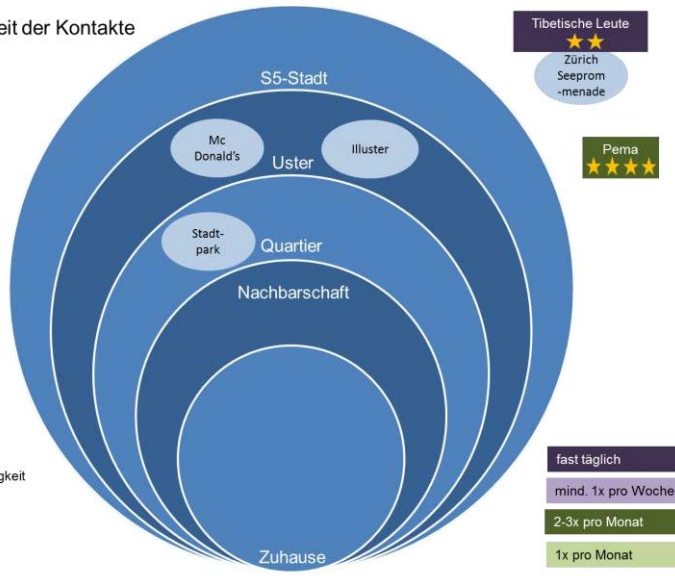 eit der Kontakte
Tibetische Leute
Zürich
Seeprom
-menade
S5-Stadt
Mc
Donald's
Illuster
Pema
Uster
Stadt-
park
Quartier
Nachbarschaft
gkeit
fast täglich
mind. 1x pro Woche
2-3x pro Monat
1x pro Monat
Zuhause